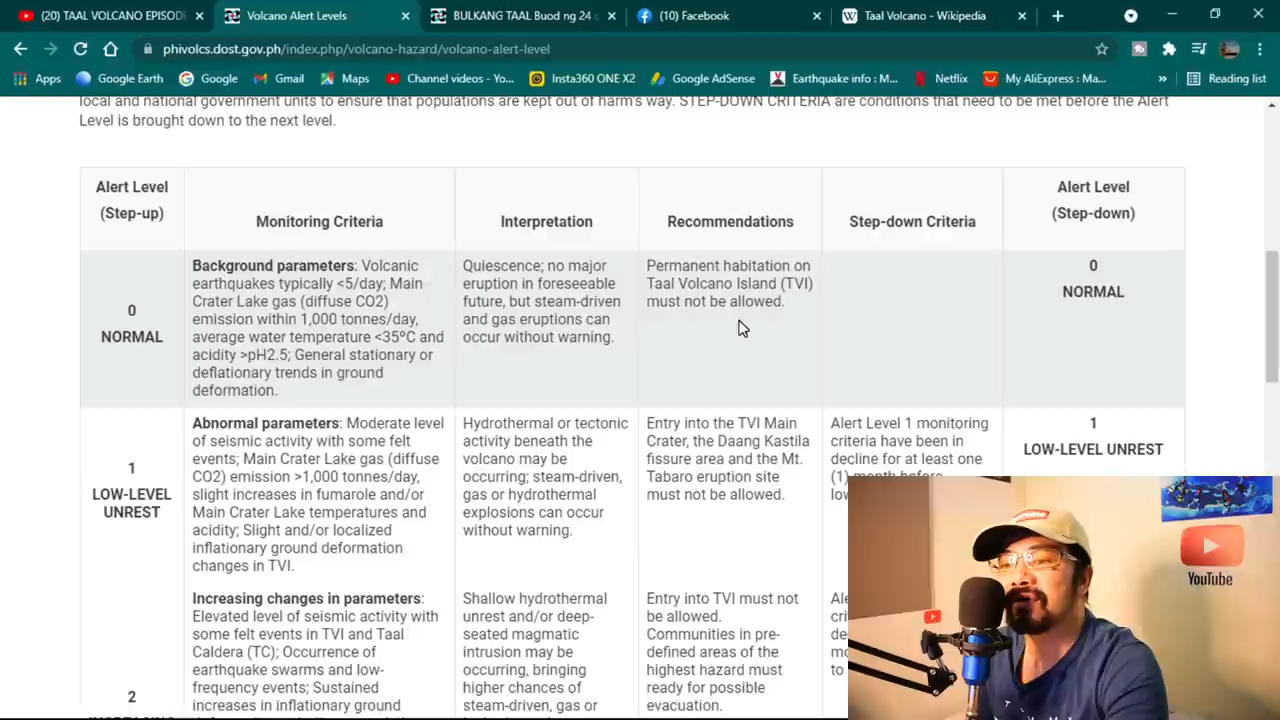 (20) TAAL VOLCANO EPISODE
Volcano Alert Levels
BULKANG TAAL Buod ng 24
(10) Facebook
Taal Volcano - Wikipedia
phivolcs.dost.gov.ph/index.php/volcano-hazard/volcano-alert-level
Apps
Google Earth
Google
Gmail
Maps
Channel videos - Yo...
Insta360 ONE X2
Google AdSense
Earthquake info : M...
Netflix
My AliExpress : Ma...
»
Reading list
local and national government units to ensure that populations are kept out of harm's way. STEP-DOWN CRITERIA are conditions that need to be met before the Alert
Level is brought down to the next level.
Alert Level
(Step-up)
Monitoring Criteria
Interpretation
Recommendations
Step-down Criteria
Alert Level
(Step-down)
0
NORMAL
Background parameters: Volcanic
earthquakes typically <5/day; Main
Crater Lake gas (diffuse CO2)
emission within 1,000 tonnes/day,
average water temperature <35ºC and
acidity >pH2.5; General stationary or
deflationary trends in ground
deformation.
Quiescence; no major
eruption in foreseeable
future, but steam-driven
and gas eruptions can
occur without warning.
Permanent habitation on
Taal Volcano Island (TVI)
must not be allowed.
0
NORMAL
1
LOW-LEVEL
UNREST
Abnormal parameters: Moderate level
of seismic activity with some felt
events; Main Crater Lake gas (diffuse
CO2) emission >1,000 tonnes/day,
slight increases in fumarole and/or
Main Crater Lake temperatures and
acidity; Slight and/or localized
inflationary ground deformation
changes in TVI.
Hydrothermal or tectonic
activity beneath the
volcano may be
occurring; steam-driven,
gas or hydrothermal
explosions can occur
without warning.
Entry into the TVI Main
Crater, the Daang Kastila
fissure area and the Mt.
Tabaro eruption site
must not be allowed.
Alert Level 1 monitoring
criteria have been in
decline for at least one
(1) month before
1
LOW-LEVEL UNREST
2
Increasing changes in parameters:
Elevated level of seismic activity with
some felt events in TVI and Taal
Caldera (TC); Occurrence of
earthquake swarms and low-
frequency events; Sustained
increases in inflationary ground
Shallow hydrothermal
unrest and/or deep-
seated magmatic
intrusion may be
occurring, bringing
higher chances of
steam-driven, gas or
Entry into TVI must not
be allowed.
Communities in pre-
defined areas of the
highest hazard must
ready for possible
evacuation.
YouTube